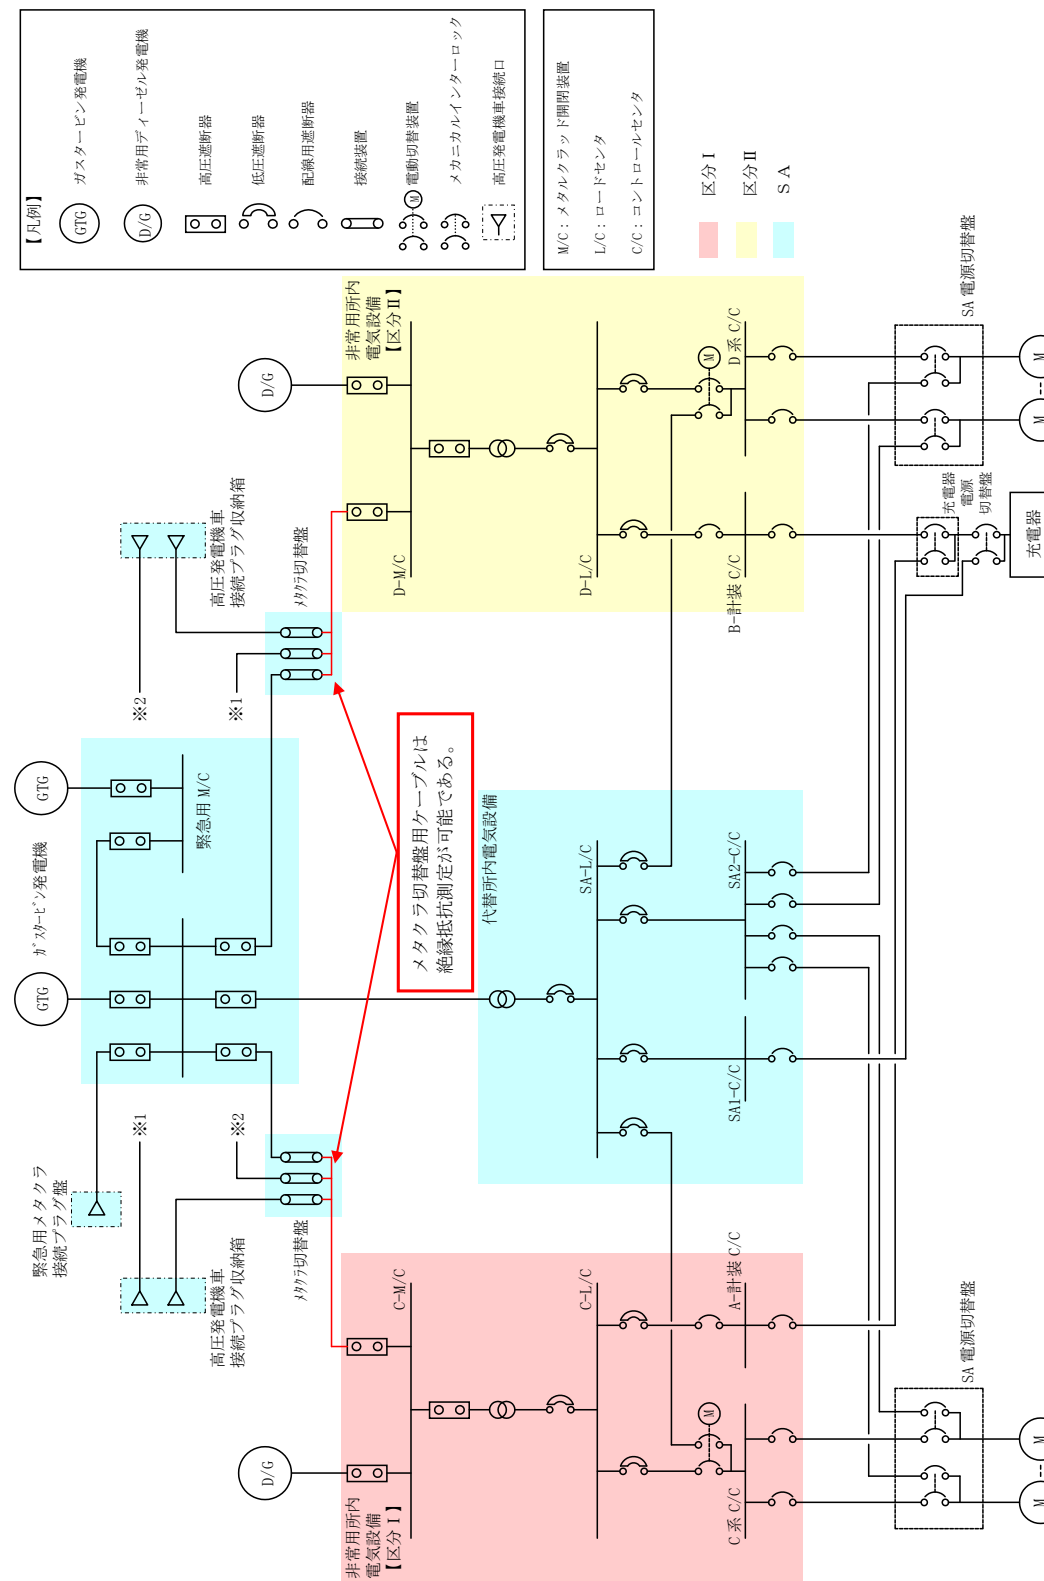 【凡例】
GTG
ガスタービン発電機
D/G
非常用ディーゼル発電機
高圧遮断器
低圧遮断器
配線用遮断器
接続装置
M
電動切替装置
メカニカルインターロック
高圧発電機車接続口
M/C：メタルクラッド開閉装置
L/C：ロードセンタ
C/C：コントロールセンタ
区分Ⅰ
区分Ⅱ
ＳＡ
GTG
ｶﾞｽﾀｰﾋﾞﾝ発電機
GTG
緊急用 M/C
緊急用メタクラ
接続プラグ盤
※1
※2
高圧発電機車
接続プラグ収納箱
ﾒﾀｸﾗ切替盤
※2
※1
高圧発電機車
接続プラグ収納箱
ﾒﾀｸﾗ切替盤
メタクラ切替盤用ケーブルは
絶縁抵抗測定が可能である。
D/G
非常用所内
電気設備
【区分Ⅰ】
C-M/C
C-L/C
M
C 系 C/C
A-計装 C/C
代替所内電気設備
SA-L/C
SA1-C/C
SA2-C/C
D/G
非常用所内
電気設備
【区分Ⅱ】
D-M/C
D-L/C
M
D 系 C/C
B-計装 C/C
SA 電源切替盤
M
M
充電器
電源
切替盤
充電器
SA 電源切替盤
M
M